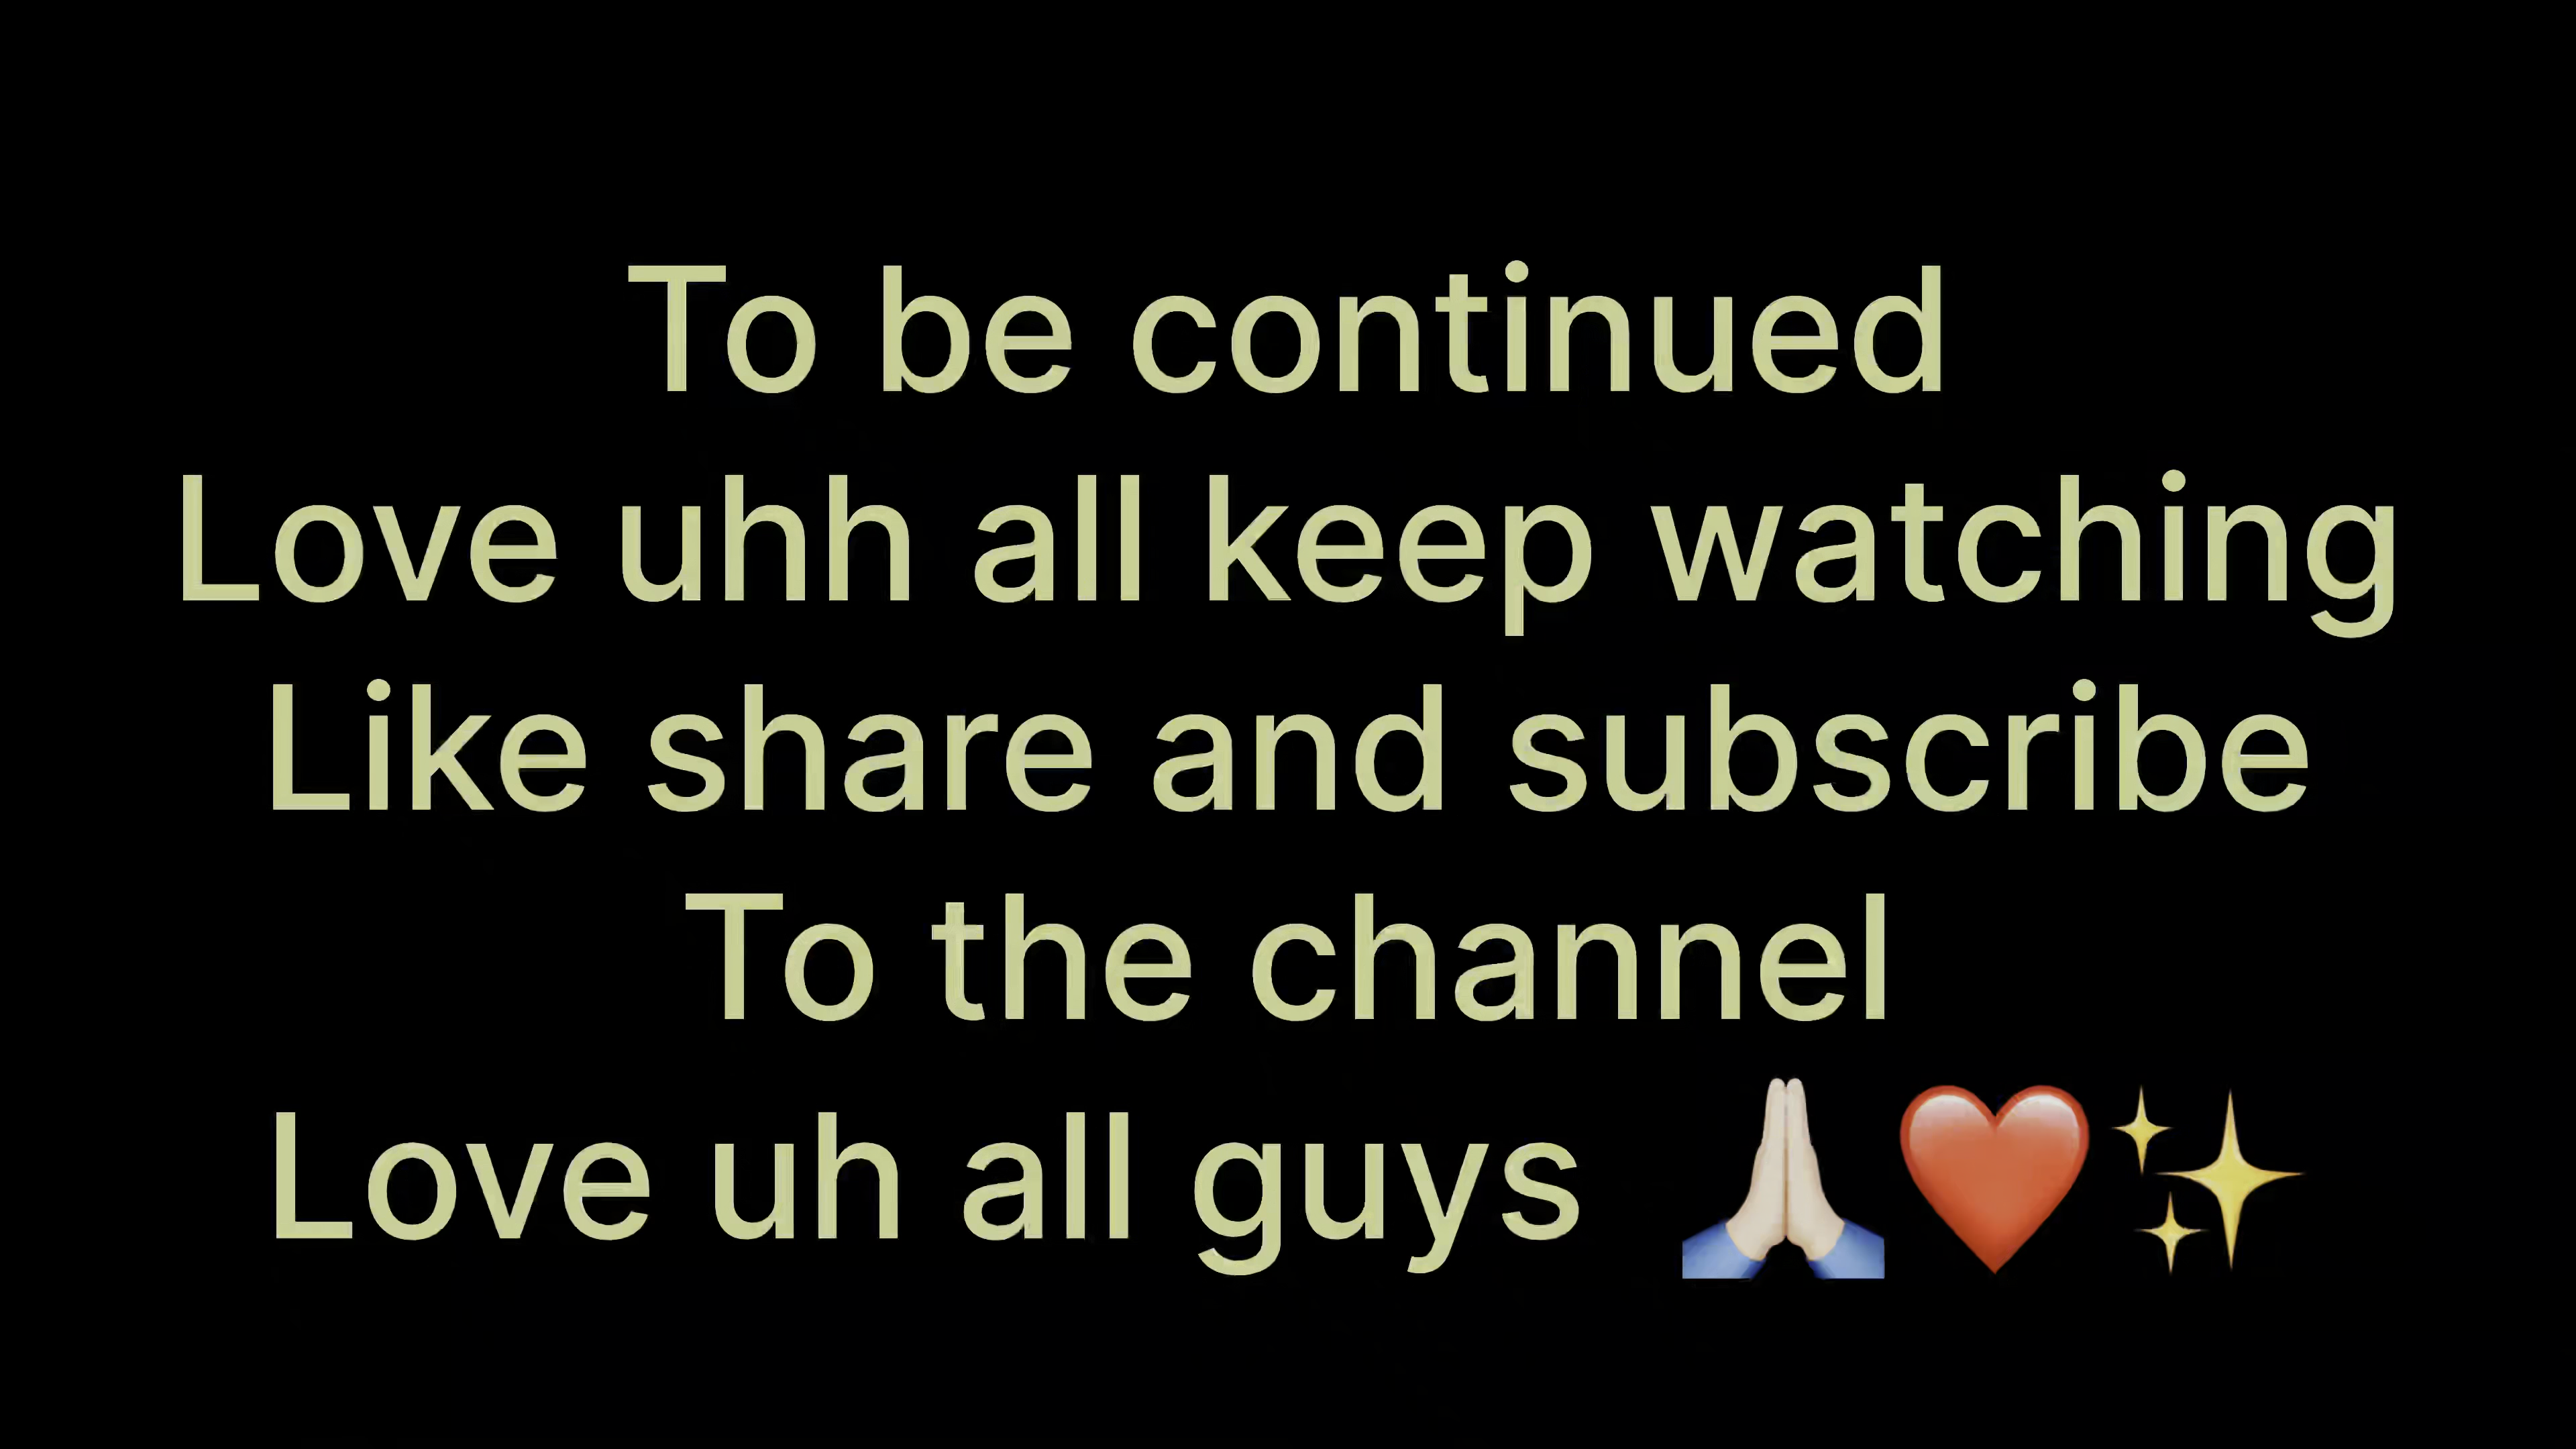 To be continued
Love uhh all keep watching
Like share and subscribe
To the channel
Love uh all guys 🙏🏻❤️✨